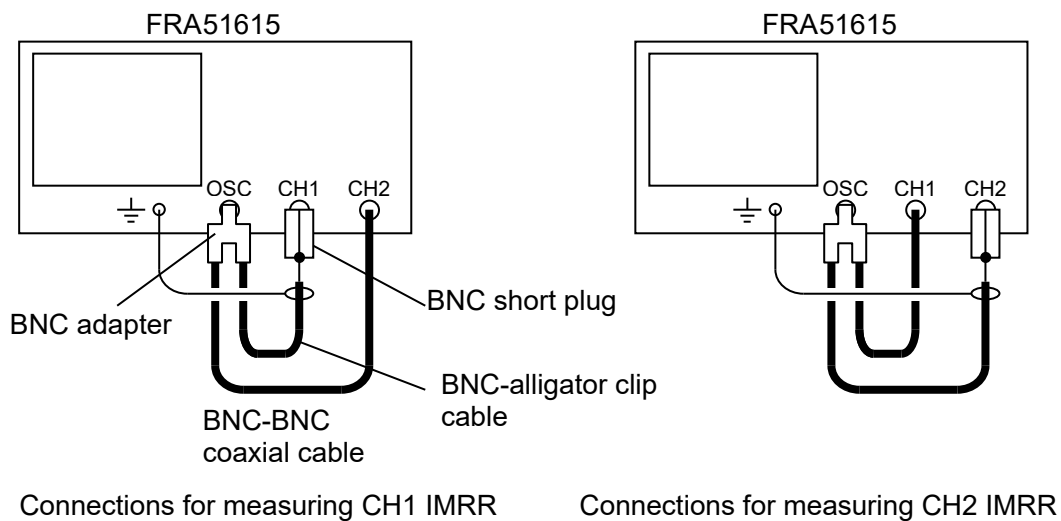 FRA51615
OSC CH1 CH2
BNC adapter
BNC short plug
BNC-alligator clip
cable
BNC-BNC
coaxial cable
Connections for measuring CH1 IMRR
FRA51615
OSC CH1 CH2
Connections for measuring CH2 IMRR